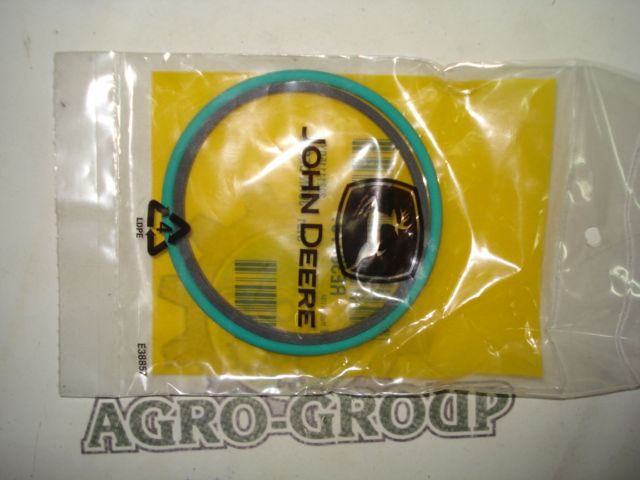 JOHN DEERE
4
LDPE
E38857
AGRO-GROUP